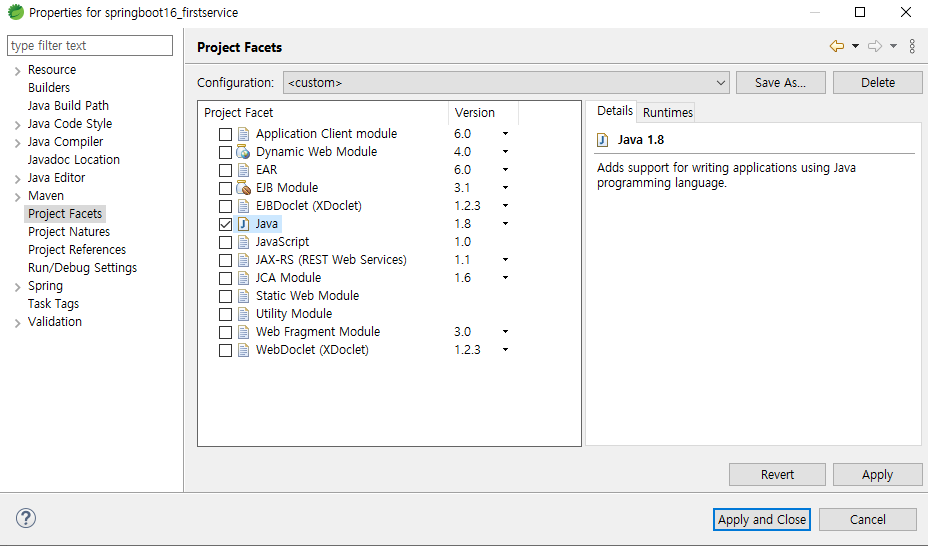 Properties for springboot16_firstservice
type filter text
Resource
Builders
Java Build Path
Java Code Style
Java Compiler
Javadoc Location
Java Editor
Maven
Project Facets
Project Natures
Project References
Run/Debug Settings
Spring
Task Tags
Validation
Project Facets
Configuration: <custom> Save As... Delete
Project Facet Version
Application Client module 6.0
Dynamic Web Module 4.0
EAR 6.0
EJB Module 3.1
EJBDoclet (XDoclet) 1.2.3
Java 1.8
JavaScript 1.0
JAX-RS (REST Web Services) 1.1
JCA Module 1.6
Static Web Module
Utility Module
Web Fragment Module 3.0
WebDoclet (XDoclet) 1.2.3
Details Runtimes
J Java 1.8
Adds support for writing applications using Java
programming language.
Revert Apply
? Apply and Close Cancel